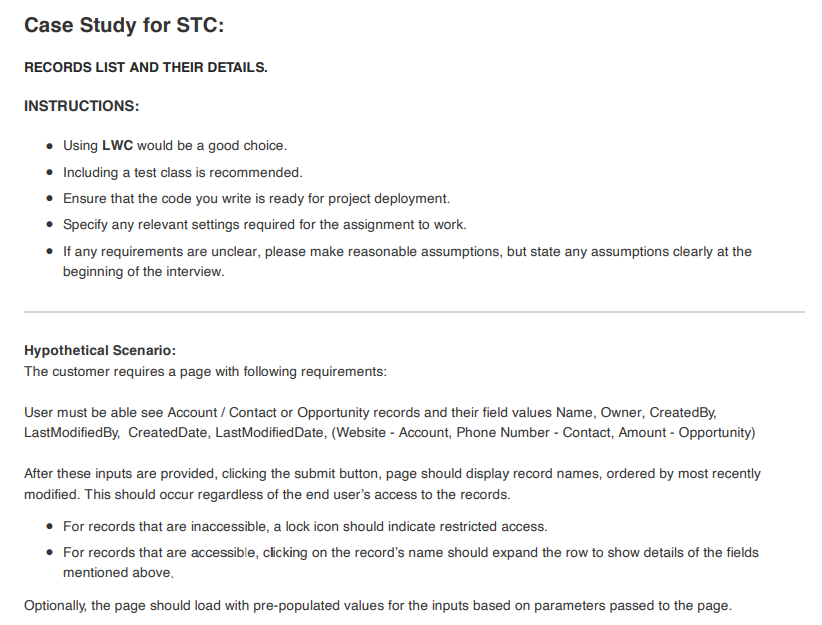 Case Study for STC:
RECORDS LIST AND THEIR DETAILS.
INSTRUCTIONS:
• Using LWC would be a good choice.
• Including a test class is recommended.
• Ensure that the code you write is ready for project deployment.
• Specify any relevant settings required for the assignment to work.
• If any requirements are unclear, please make reasonable assumptions, but state any assumptions clearly at the
beginning of the interview.
Hypothetical Scenario:
The customer requires a page with following requirements:
User must be able see Account / Contact or Opportunity records and their field values Name, Owner, CreatedBy,
LastModifiedBy, CreatedDate, LastModifiedDate, (Website - Account, Phone Number - Contact, Amount - Opportunity)
After these inputs are provided, clicking the submit button, page should display record names, ordered by most recently
modified. This should occur regardless of the end user's access to the records.
• For records that are inaccessible, a lock icon should indicate restricted access.
• For records that are accessible, clicking on the record's name should expand the row to show details of the fields
mentioned above.
Optionally, the page should load with pre-populated values for the inputs based on parameters passed to the page.